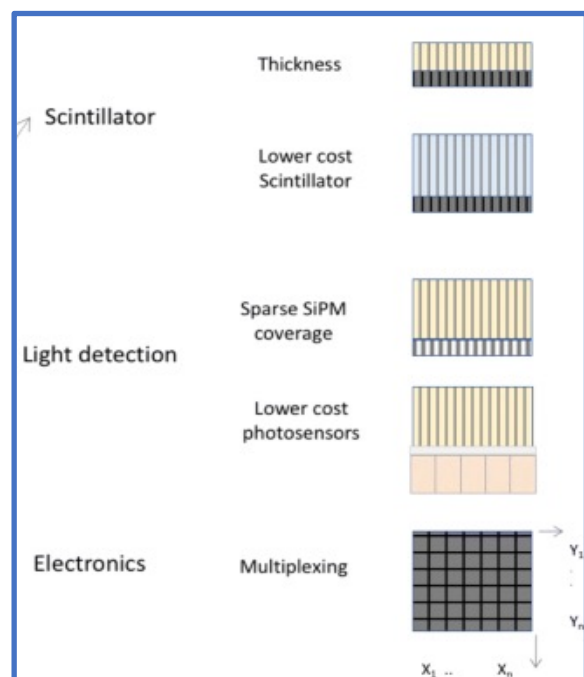 Thickness
Scintillator
Lower cost
Scintillator
Sparse SiPM
coverage
Light detection
Lower cost
photosensors
Electronics
Multiplexing
Y₁
:
Yₙ
X₁ .. Xₙ